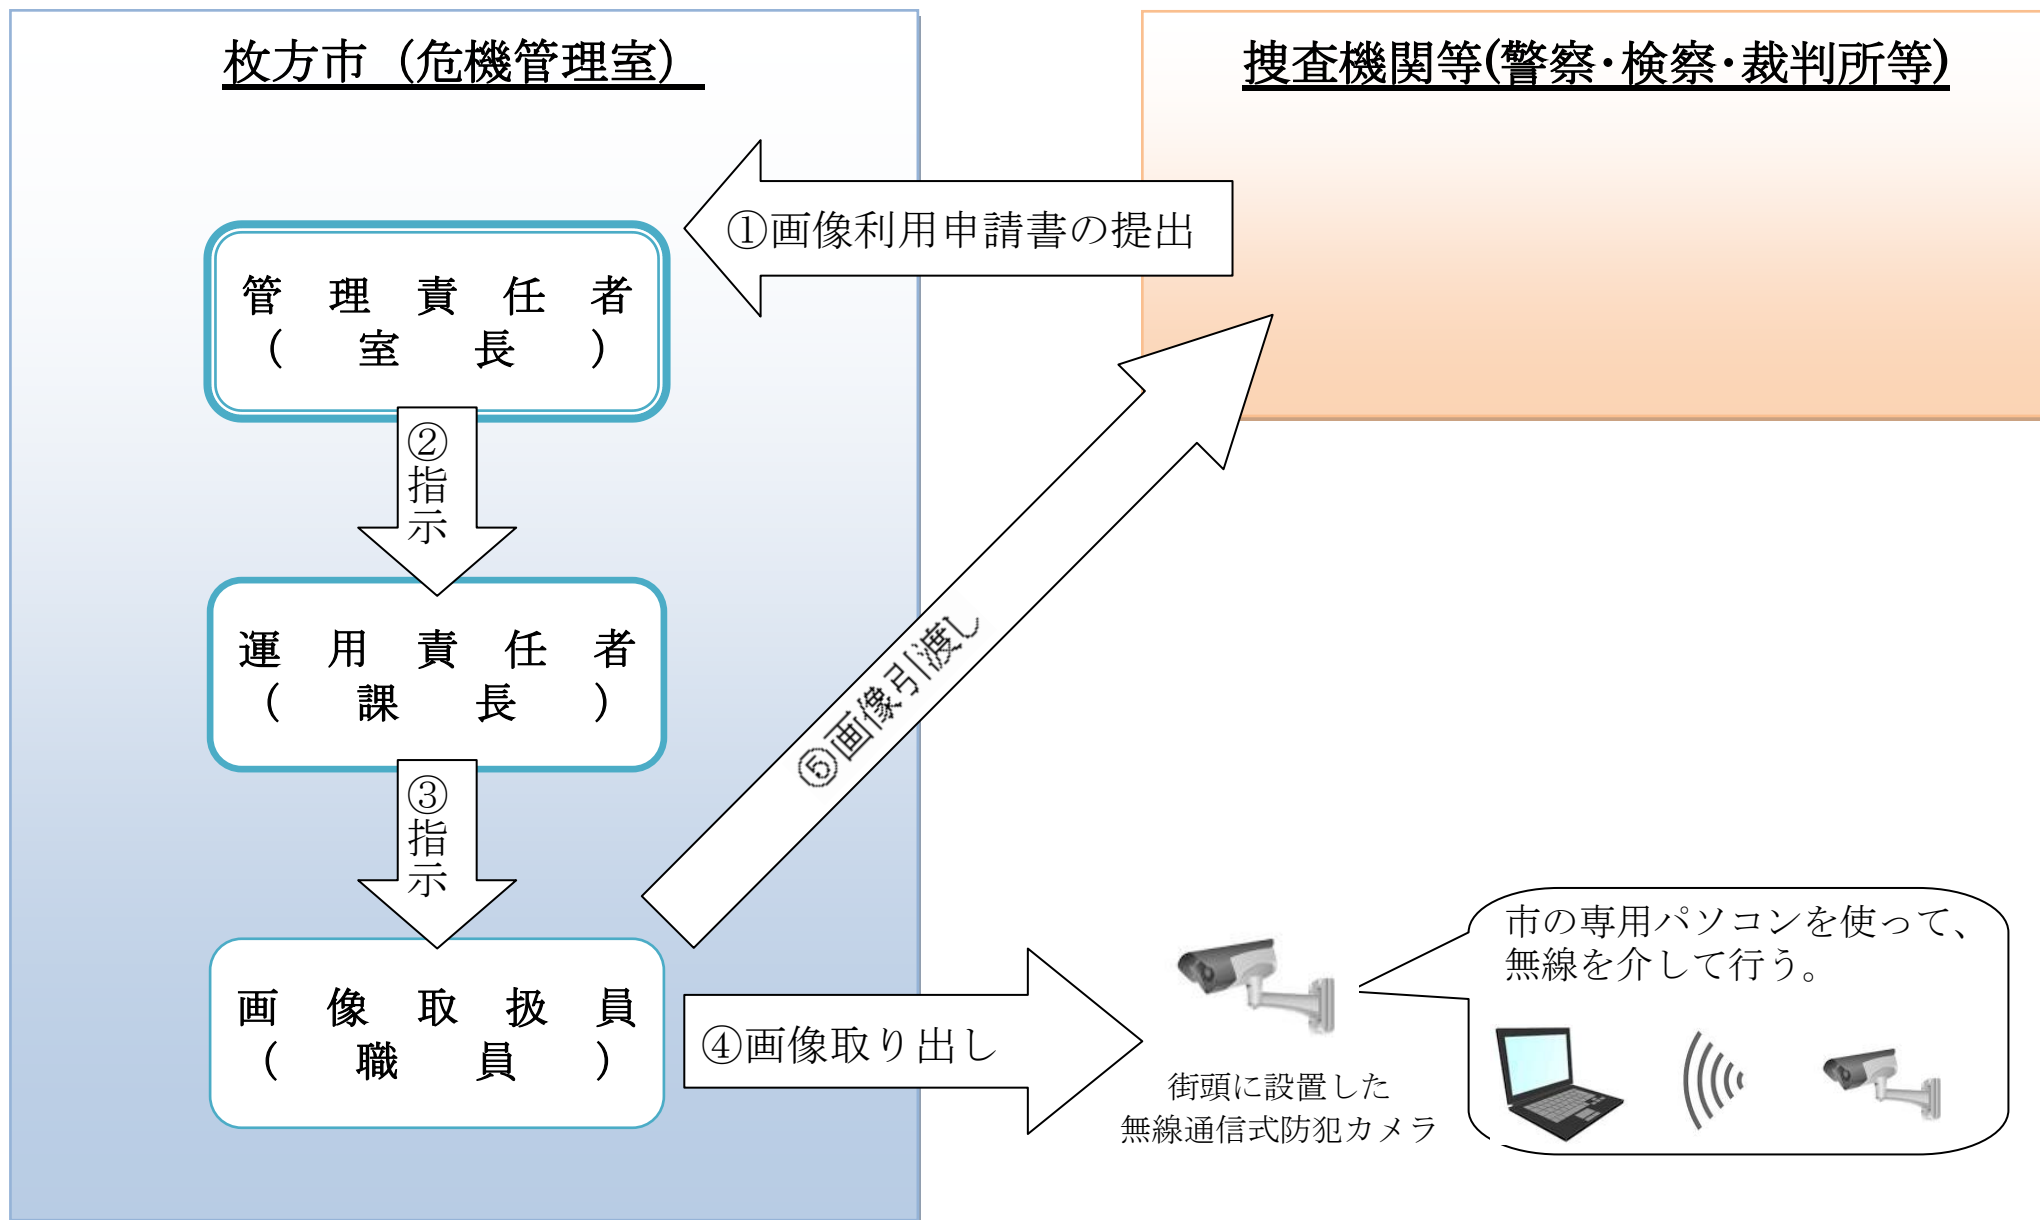 枚方市（危機管理室）
捜査機関等(警察・検察・裁判所等)
①画像利用申請書の提出
管理責任者
(室長)
②指示
運用責任者
(課長)
③指示
⑤画像引渡し
画像取扱員
(職員)
④画像取り出し
街頭に設置した
無線通信式防犯カメラ
市の専用パソコンを使って、
無線を介して行う。